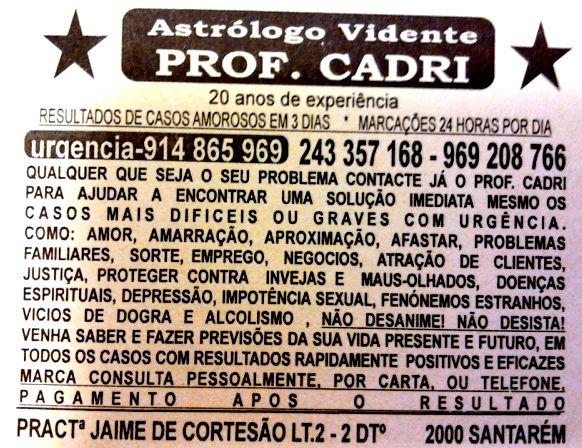 Astrólogo Vidente
PROF. CADRI
20 anos de experiência
RESULTADOS DE CASOS AMOROSOS EM 3 DIAS * MARCAÇÕES 24 HORAS POR DIA
urgencia-914 865 969 243 357 168 - 969 208 766
QUALQUER QUE SEJA O SEU PROBLEMA CONTACTE JÁ O PROF. CADRI
PARA AJUDAR A ENCONTRAR UMA SOLUÇÃO IMEDIATA MESMO OS
CASOS MAIS DIFICEIS OU GRAVES COM URGÊNCIA.
COMO: AMOR, AMARRAÇÃO, APROXIMAÇÃO, AFASTAR, PROBLEMAS
FAMILIARES, SORTE, EMPREGO, NEGOCIOS, ATRAÇÃO DE CLIENTES,
JUSTIÇA, PROTEGER CONTRA INVEJAS E MAUS-OLHADOS, DOENÇAS
ESPIRITUAIS, DEPRESSÃO, IMPOTÊNCIA SEXUAL, FENÓNEMOS ESTRANHOS,
VICIOS DE DOGRA E ALCOLISMO , NÃO DESANIME! NÃO DESISTA!
VENHA SABER E FAZER PREVISÕES DA SUA VIDA PRESENTE E FUTURO, EM
TODOS OS CASOS COM RESULTADOS RAPIDAMENTE POSITIVOS E EFICAZES
MARCA CONSULTA PESSOALMENTE, POR CARTA, OU TELEFONE.
PAGAMENTO APOS O RESULTADO
PRACTª JAIME DE CORTESÃO LT.2 - 2 DTº 2000 SANTARÉM